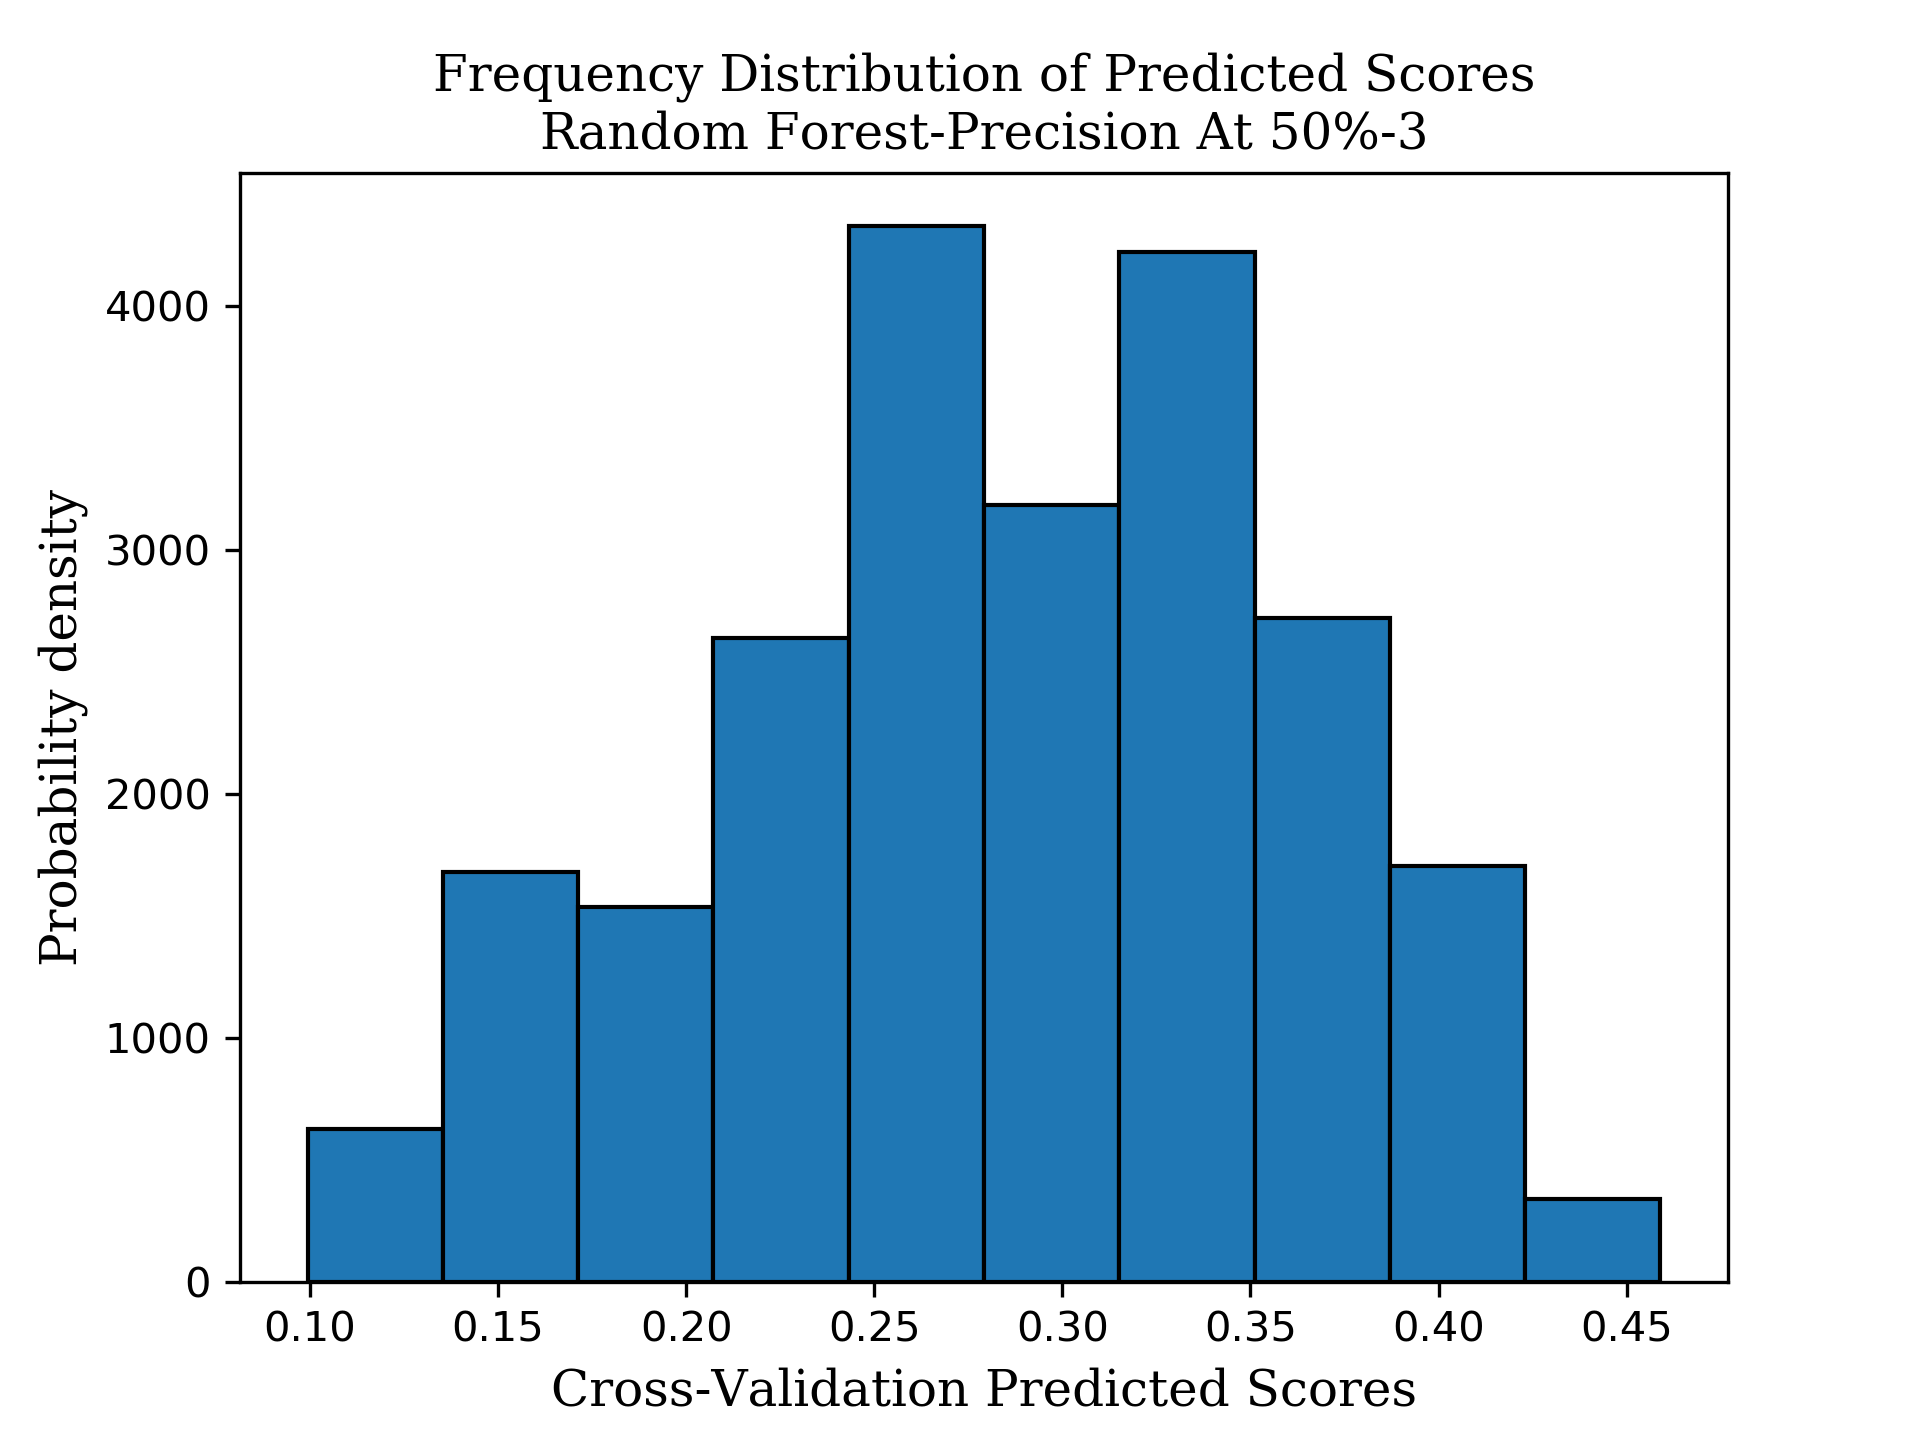 Frequency Distribution of Predicted Scores
Random Forest-Precision At 50%-3
Probability density
4000
3000
2000
1000
0
0.10 0.15 0.20 0.25 0.30 0.35 0.40 0.45
Cross-Validation Predicted Scores